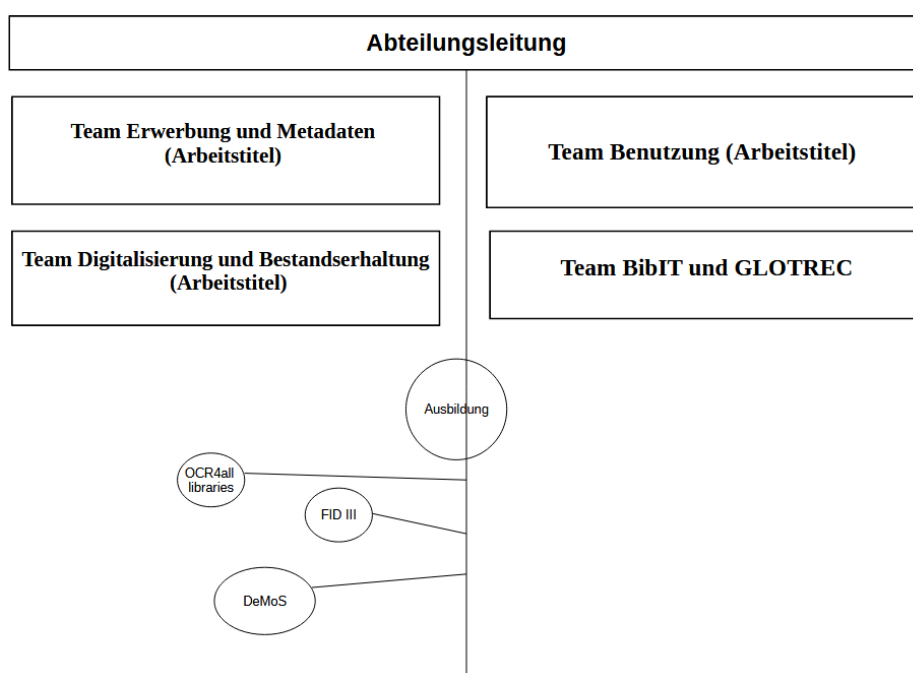 Abteilungsleitung
Team Erwerbung und Metadaten
(Arbeitstitel)
Team Benutzung (Arbeitstitel)
Team Digitalisierung und Bestandserhaltung
(Arbeitstitel)
Team BibIT und GLOTREC
Ausbildung
OCR4all
libraries
FID III
DeMoS